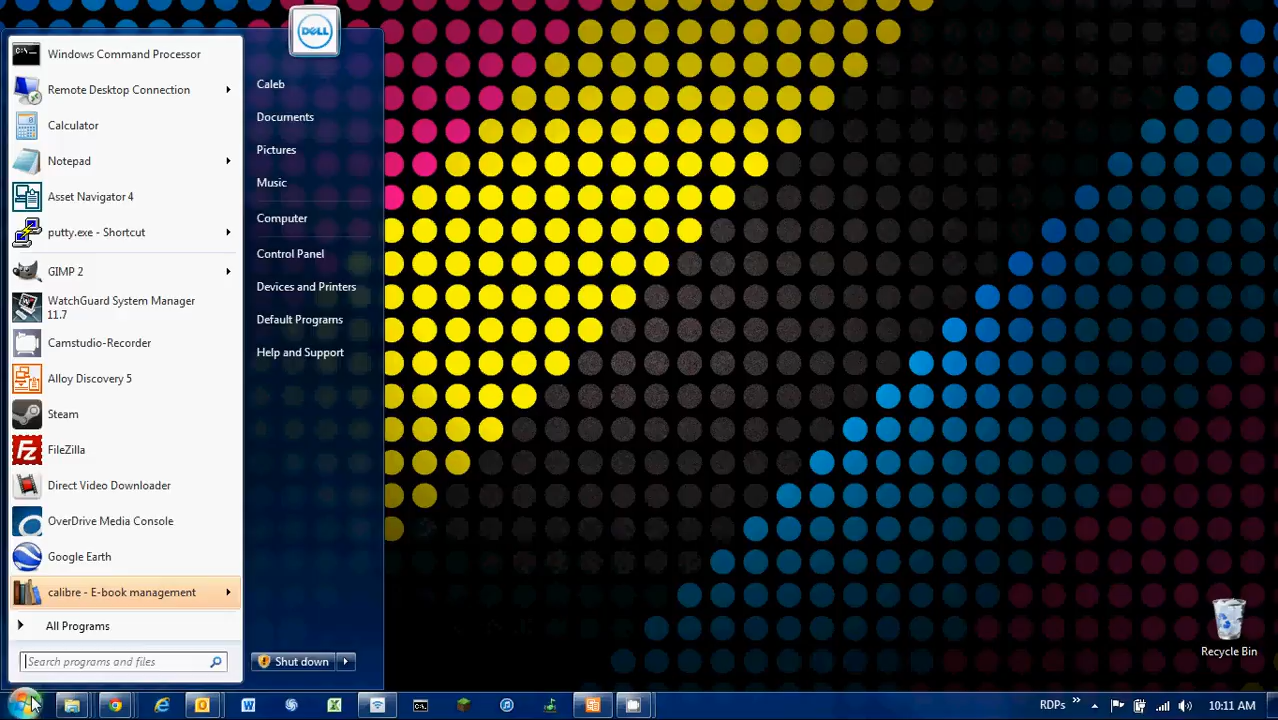 DELL
Windows Command Processor
Remote Desktop Connection
Calculator
Notepad
Asset Navigator 4
putty.exe - Shortcut
GIMP 2
WatchGuard System Manager
11.7
Camstudio-Recorder
Alloy Discovery 5
Steam
FileZilla
Direct Video Downloader
OverDrive Media Console
Google Earth
calibre - E-book management
All Programs
Search programs and files
Caleb
Documents
Pictures
Music
Computer
Control Panel
Devices and Printers
Default Programs
Help and Support
Shut down
Recycle Bin
RDPs
10:11 AM